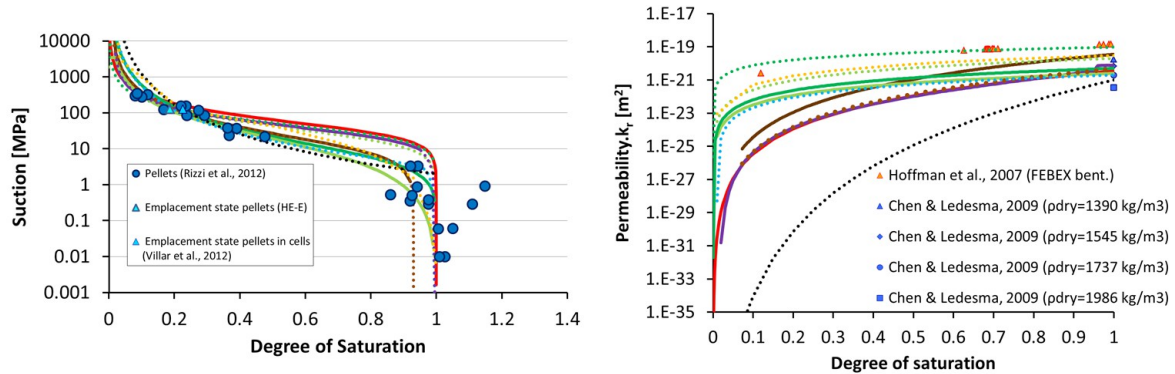 10000
1000
100
10
1
0.1
0.01
0.001
Suction [MPa]
Pellets (Rizzi et al., 2012)
Emplacement state pellets (HE-E)
Emplacement state pellets in cells
(Villar et al., 2012)
0 0.2 0.4 0.6 0.8 1 1.2 1.4
Degree of Saturation
1.E-17
1.E-19
1.E-21
1.E-23
1.E-25
1.E-27
1.E-29
1.E-31
1.E-33
1.E-35
Permeability.kr [m²]
Hoffman et al., 2007 (FEBEX bent.)
Chen & Ledesma, 2009 (ρdry=1390 kg/m3)
Chen & Ledesma, 2009 (ρdry=1545 kg/m3)
Chen & Ledesma, 2009 (ρdry=1737 kg/m3)
Chen & Ledesma, 2009 (ρdry=1986 kg/m3)
0 0.1 0.2 0.3 0.4 0.5 0.6 0.7 0.8 0.9 1
Degree of saturation